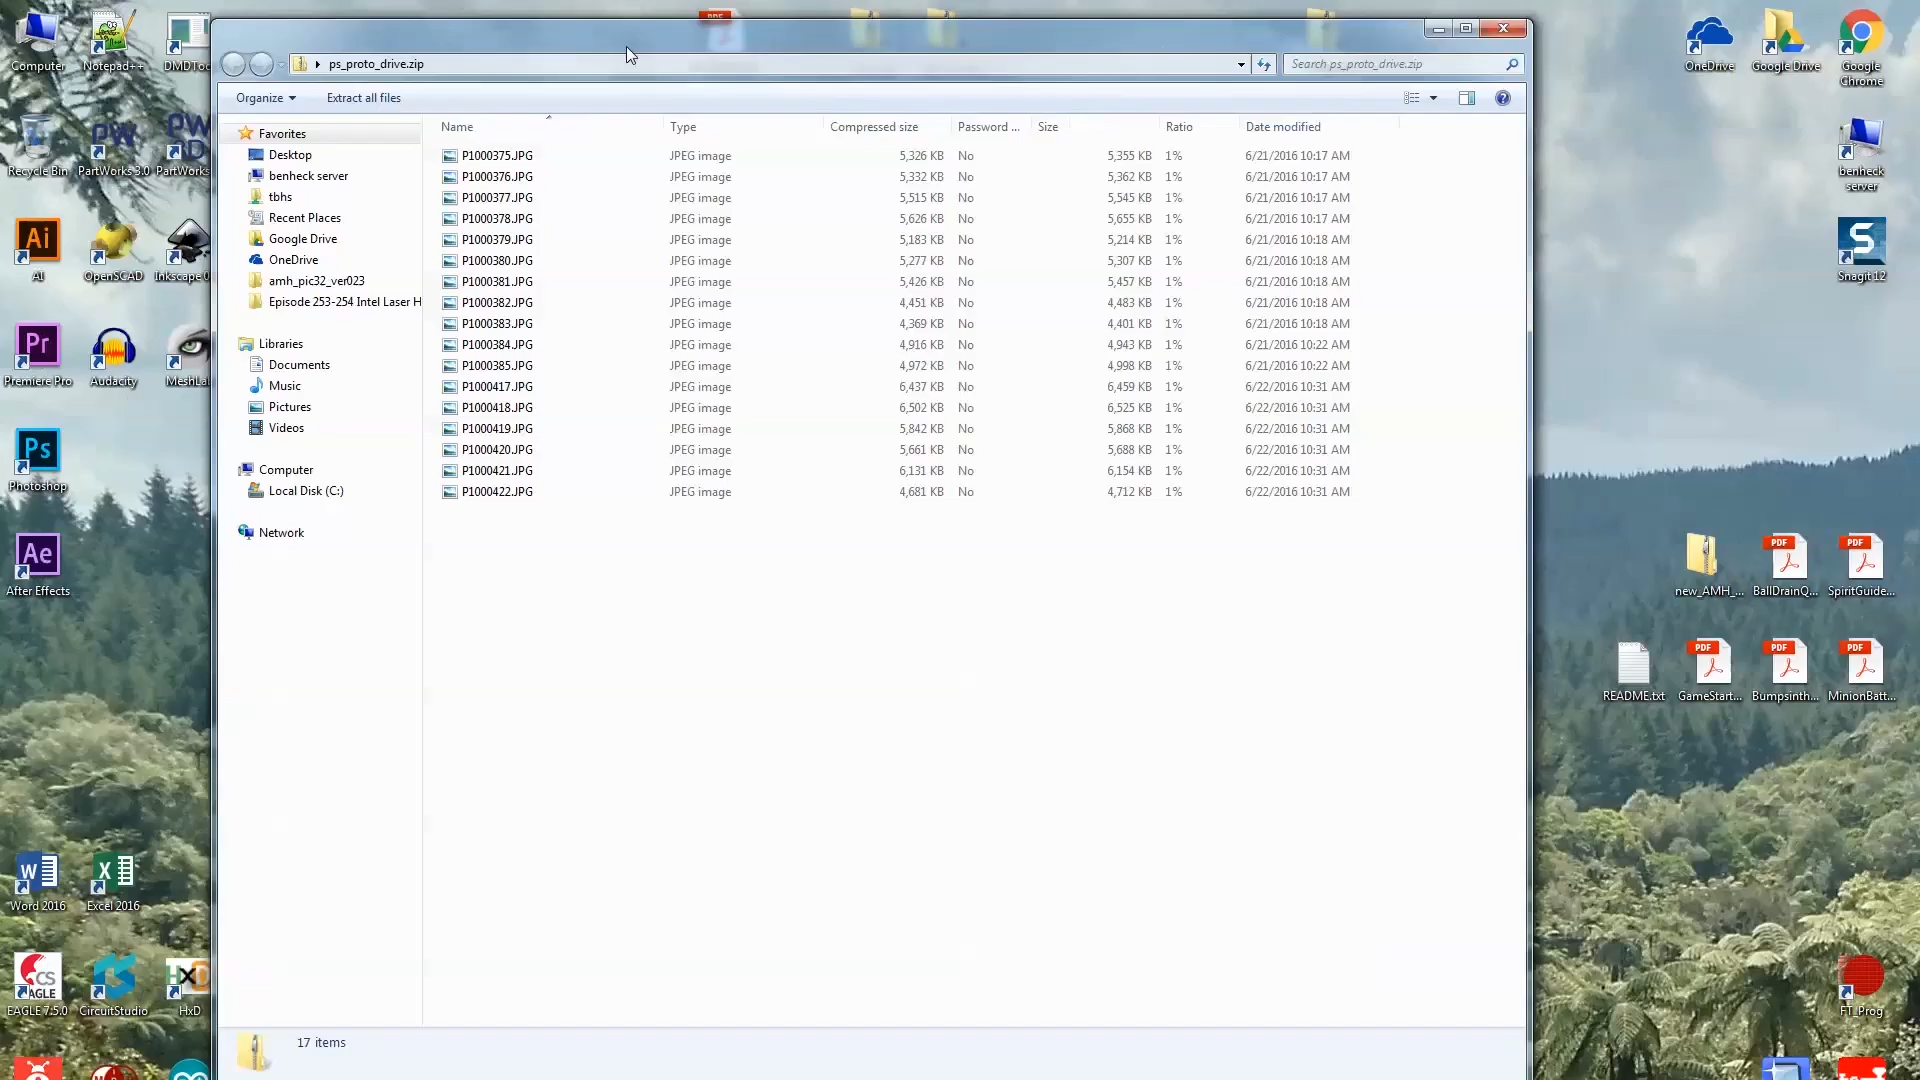 ps_proto_drive.zip
Search ps_proto_drive.zip
Organize
Extract all files
Name Type Compressed size Password ... Size Ratio Date modified
P1000375.JPG JPEG image 5,326 KB No 5,355 KB 1% 6/21/2016 10:17 AM
P1000376.JPG JPEG image 5,332 KB No 5,362 KB 1% 6/21/2016 10:17 AM
P1000377.JPG JPEG image 5,515 KB No 5,545 KB 1% 6/21/2016 10:17 AM
P1000378.JPG JPEG image 5,626 KB No 5,655 KB 1% 6/21/2016 10:17 AM
P1000379.JPG JPEG image 5,183 KB No 5,214 KB 1% 6/21/2016 10:18 AM
P1000380.JPG JPEG image 5,277 KB No 5,307 KB 1% 6/21/2016 10:18 AM
P1000381.JPG JPEG image 5,426 KB No 5,457 KB 1% 6/21/2016 10:18 AM
P1000382.JPG JPEG image 4,451 KB No 4,483 KB 1% 6/21/2016 10:18 AM
P1000383.JPG JPEG image 4,369 KB No 4,401 KB 1% 6/21/2016 10:18 AM
P1000384.JPG JPEG image 4,916 KB No 4,943 KB 1% 6/21/2016 10:22 AM
P1000385.JPG JPEG image 4,972 KB No 4,998 KB 1% 6/21/2016 10:22 AM
P1000417.JPG JPEG image 6,437 KB No 6,459 KB 1% 6/22/2016 10:31 AM
P1000418.JPG JPEG image 6,502 KB No 6,525 KB 1% 6/22/2016 10:31 AM
P1000419.JPG JPEG image 5,842 KB No 5,868 KB 1% 6/22/2016 10:31 AM
P1000420.JPG JPEG image 5,661 KB No 5,688 KB 1% 6/22/2016 10:31 AM
P1000421.JPG JPEG image 6,131 KB No 6,154 KB 1% 6/22/2016 10:31 AM
P1000422.JPG JPEG image 4,681 KB No 4,712 KB 1% 6/22/2016 10:31 AM
Favorites
Desktop
benheck server
tbhs
Recent Places
Google Drive
OneDrive
amh_pic32_ver023
Episode 253-254 Intel Laser H
Libraries
Documents
Music
Pictures
Videos
Computer
Local Disk (C:)
Network
17 items
Computer
Notepad++
DMDToo
Recycle Bin
PW
PartWorks 3.0
PW
RD
PartWorks
Ai
AI
OpenSCAD
Inkscape 0
Pr
Premiere Pro
Audacity
MeshLa
Ps
Photoshop
Ae
After Effects
W
Word 2016
X
Excel 2016
CS
EAGLE
EAGLE 7.5.0
CircuitStudio
HxD
HxD
PDF
OneDrive
Google Drive
Google
Chrome
benheck
server
S
Snagit 12
new_AMH_...
PDF
BallDrainQ...
PDF
SpiritGuide...
README.txt
PDF
GameStart...
PDF
Bumpsinth...
PDF
MinionBatt...
FT_Prog